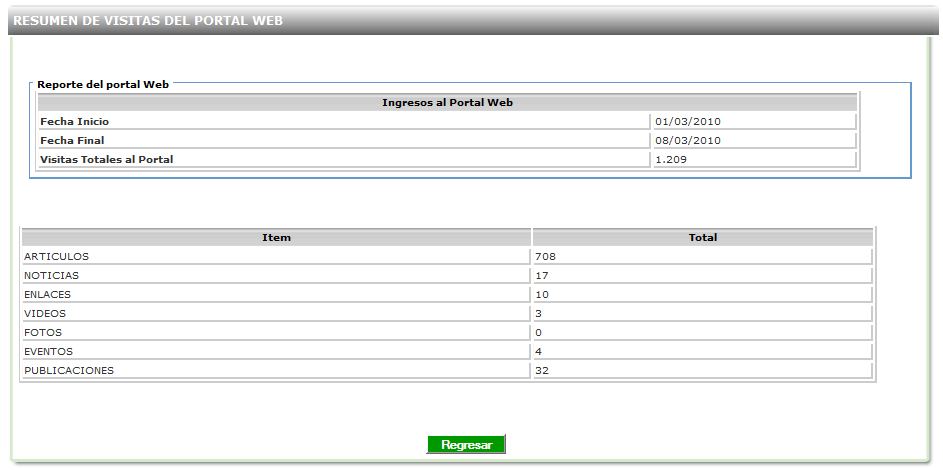 RESUMEN DE VISITAS DEL PORTAL WEB
Reporte del portal Web
Ingresos al Portal Web
Fecha Inicio 01/03/2010
Fecha Final 08/03/2010
Visitas Totales al Portal 1.209
Item Total
ARTICULOS 708
NOTICIAS 17
ENLACES 10
VIDEOS 3
FOTOS 0
EVENTOS 4
PUBLICACIONES 32
Regresar